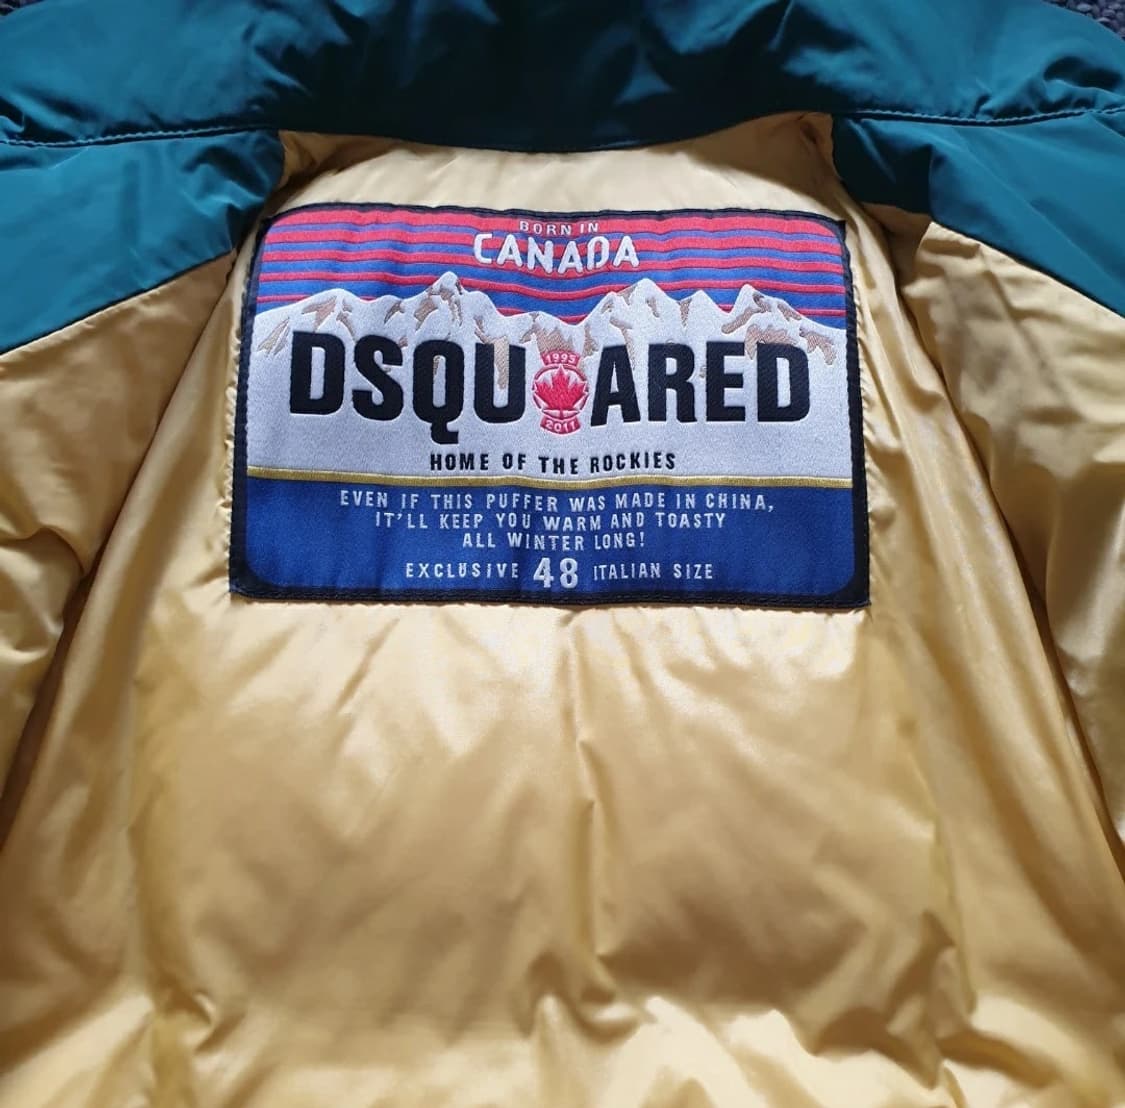 BORN IN
CANADA
DSQU ARED
1995
2011
HOME OF THE ROCKIES
EVEN IF THIS PUFFER WAS MADE IN CHINA,
IT'LL KEEP YOU WARM AND TOASTY
ALL WINTER LONG!
EXCLUSIVE 48 ITALIAN SIZE